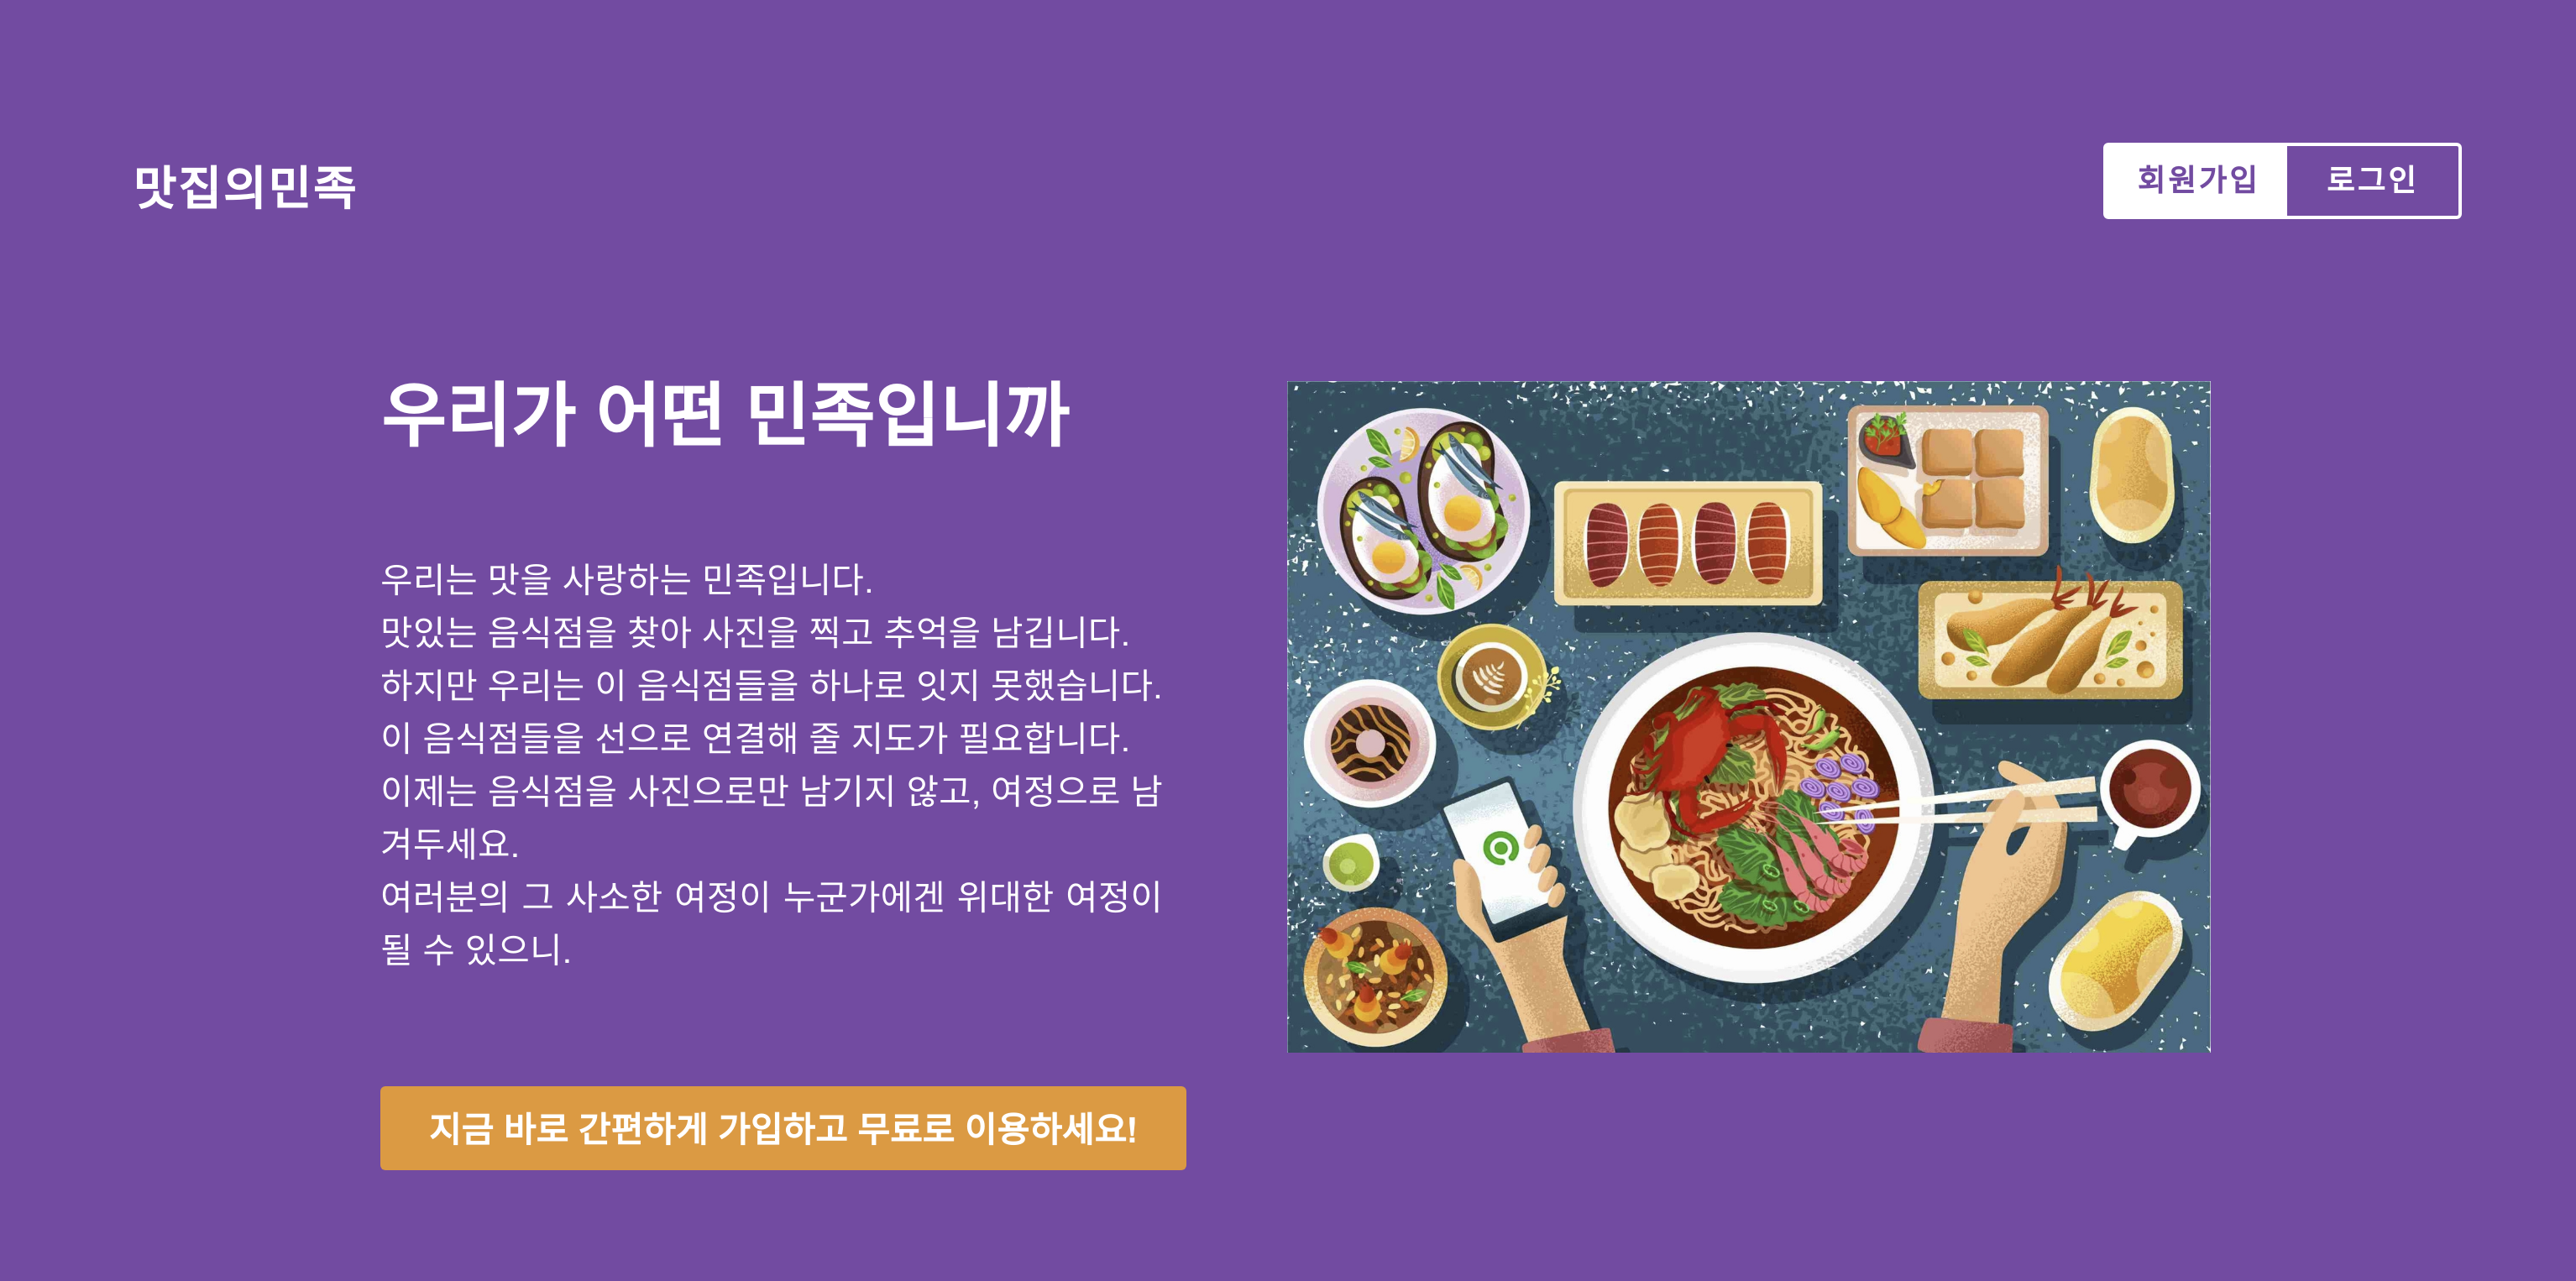 맛집의민족
회원가입
로그인
우리가 어떤 민족입니까
우리는 맛을 사랑하는 민족입니다.
맛있는 음식점을 찾아 사진을 찍고 추억을 남깁니다.
하지만 우리는 이 음식점들을 하나로 잇지 못했습니다.
이 음식점들을 선으로 연결해 줄 지도가 필요합니다.
이제는 음식점을 사진으로만 남기지 않고, 여정으로 남
겨두세요.
여러분의 그 사소한 여정이 누군가에겐 위대한 여정이
될 수 있으니.
지금 바로 간편하게 가입하고 무료로 이용하세요!